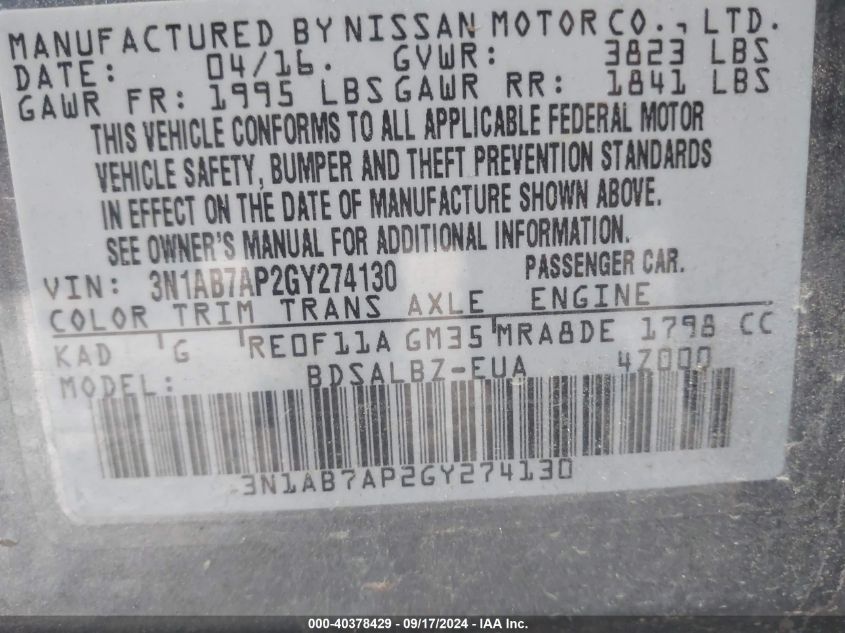 MANUFACTURED BY NISSAN MOTOR CO., LTD.
DATE: 04/16. GVWR: 3823 LBS
GAWR FR: 1995 LBS GAWR RR: 1841 LBS
THIS VEHICLE CONFORMS TO ALL APPLICABLE FEDERAL MOTOR
VEHICLE SAFETY, BUMPER AND THEFT PREVENTION STANDARDS
IN EFFECT ON THE DATE OF MANUFACTURE SHOWN ABOVE.
SEE OWNER'S MANUAL FOR ADDITIONAL INFORMATION.
VIN: 3N1AB7AP2GY274130 PASSENGER CAR.
COLOR TRIM TRANS AXLE ENGINE
KAD G RE0F11A GM35 MRA8DE 1798 CC
MODEL: BDSALBZ-EUA 4Z000
3N1AB7AP2GY274130
000-40378429 - 09/17/2024 - IAA Inc.